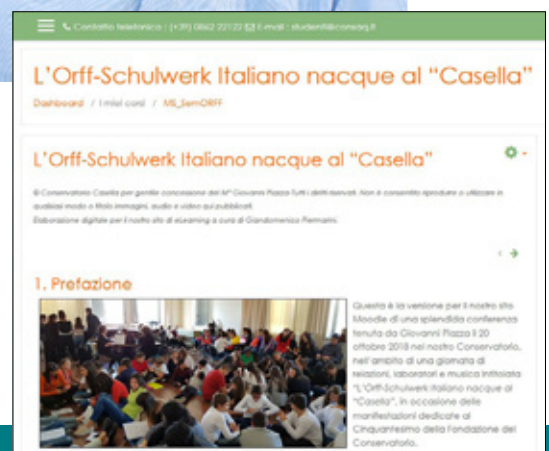 Contatto telefonico : (+39) 0862 22122 E-mail : studenti@consaq.it
L'Orff-Schulwerk Italiano nacque al "Casella"
Dashboard / I miei corsi / MS_SemORFF
L'Orff-Schulwerk Italiano nacque al "Casella"
© Conservatorio Casella per gentile concessione del M° Giovanni Piazza Tutti i diritti riservati. Non è consentito riprodurre o utilizzare in
qualsiasi modo o titolo immagini, audio e video qui pubblicati.
Elaborazione digitale per il nostro sito di eLearning a cura di Giandomenico Piermarini.
1. Prefazione
Questa è la versione per il nostro sito
Moodle di una splendida conferenza
tenuta da Giovanni Piazza il 20
ottobre 2018 nel nostro Conservatorio,
nell'ambito di una giornata di
relazioni, laboratori e musica intitolata
"L'Orff-Schulwerk Italiano nacque al
"Casella", in occasione delle
manifestazioni dedicate al
Cinquantesimo della fondazione del
Conservatorio.